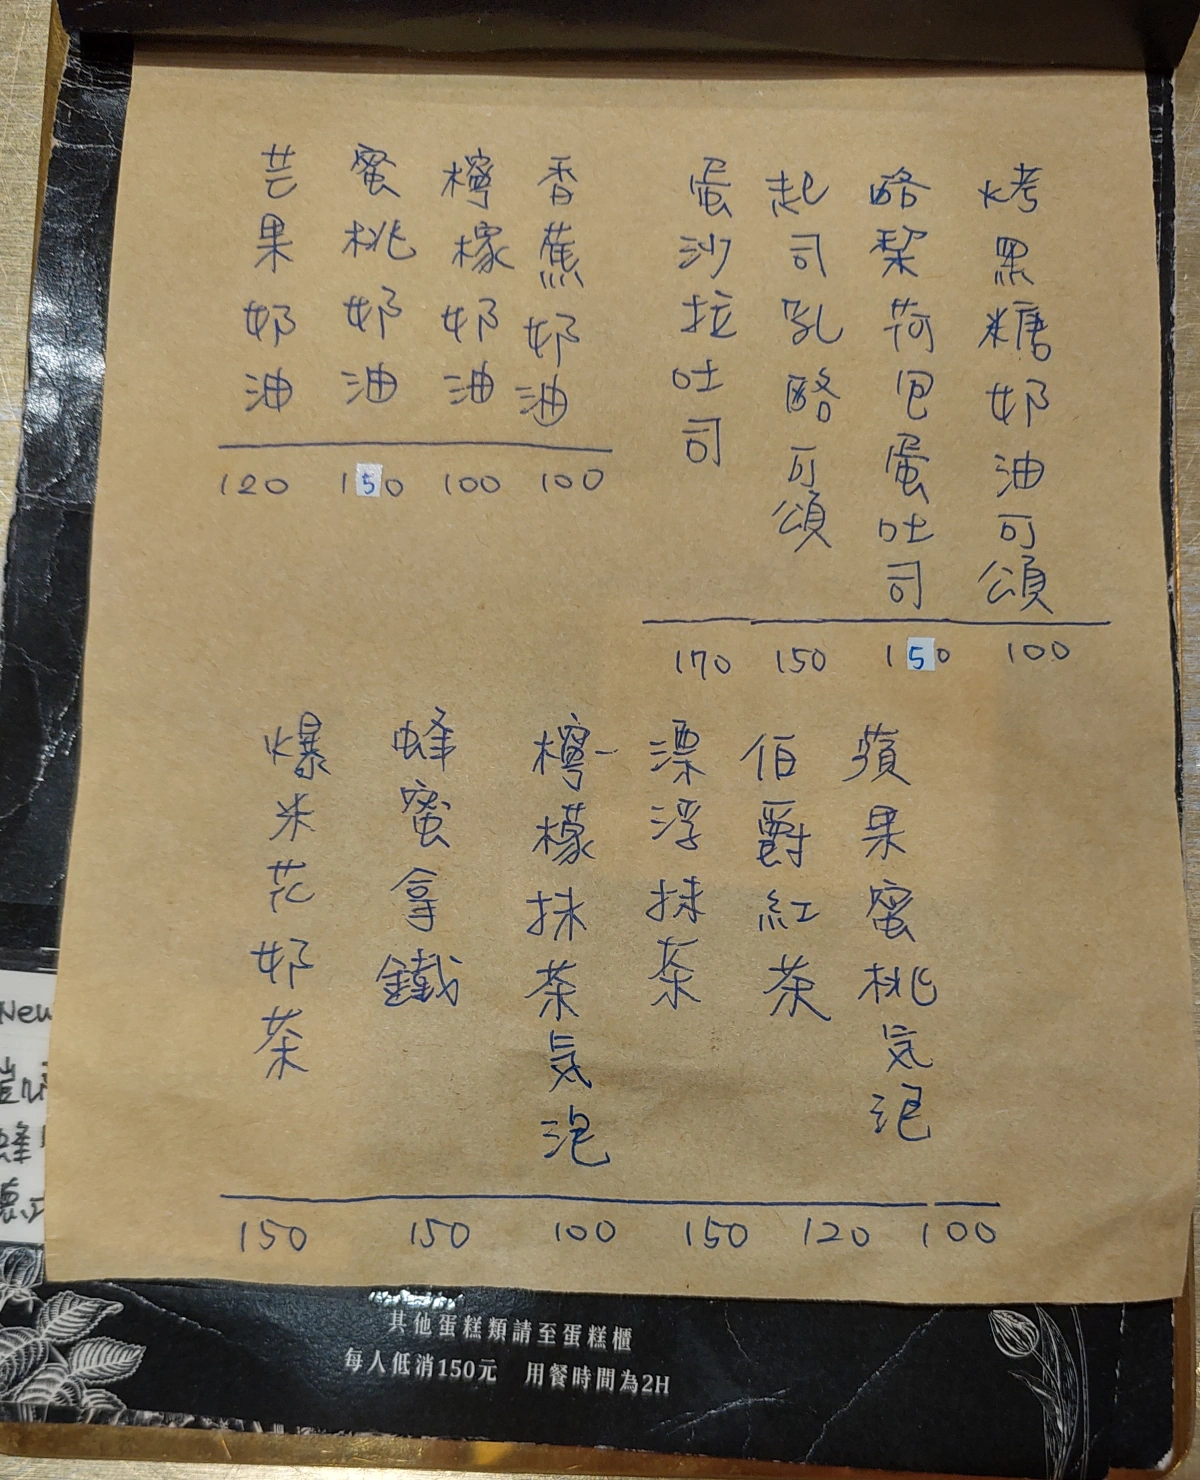 烤黑糖奶油可頌
酪梨荷包蛋吐司
起司乳酪可頌
蛋沙拉吐司
100
150
150
170
香蕉奶油
檸檬奶油
蜜桃奶油
芒果奶油
100
100
150
120
蘋果蜜桃気泡
伯爵紅茶
漂浮抹茶
檸檬抹茶気泡
蜂蜜拿鐵
爆米花奶茶
100
120
150
100
150
150
New
蜂
其他蛋糕類請至蛋糕櫃
每人低消150元 用餐時間為2H